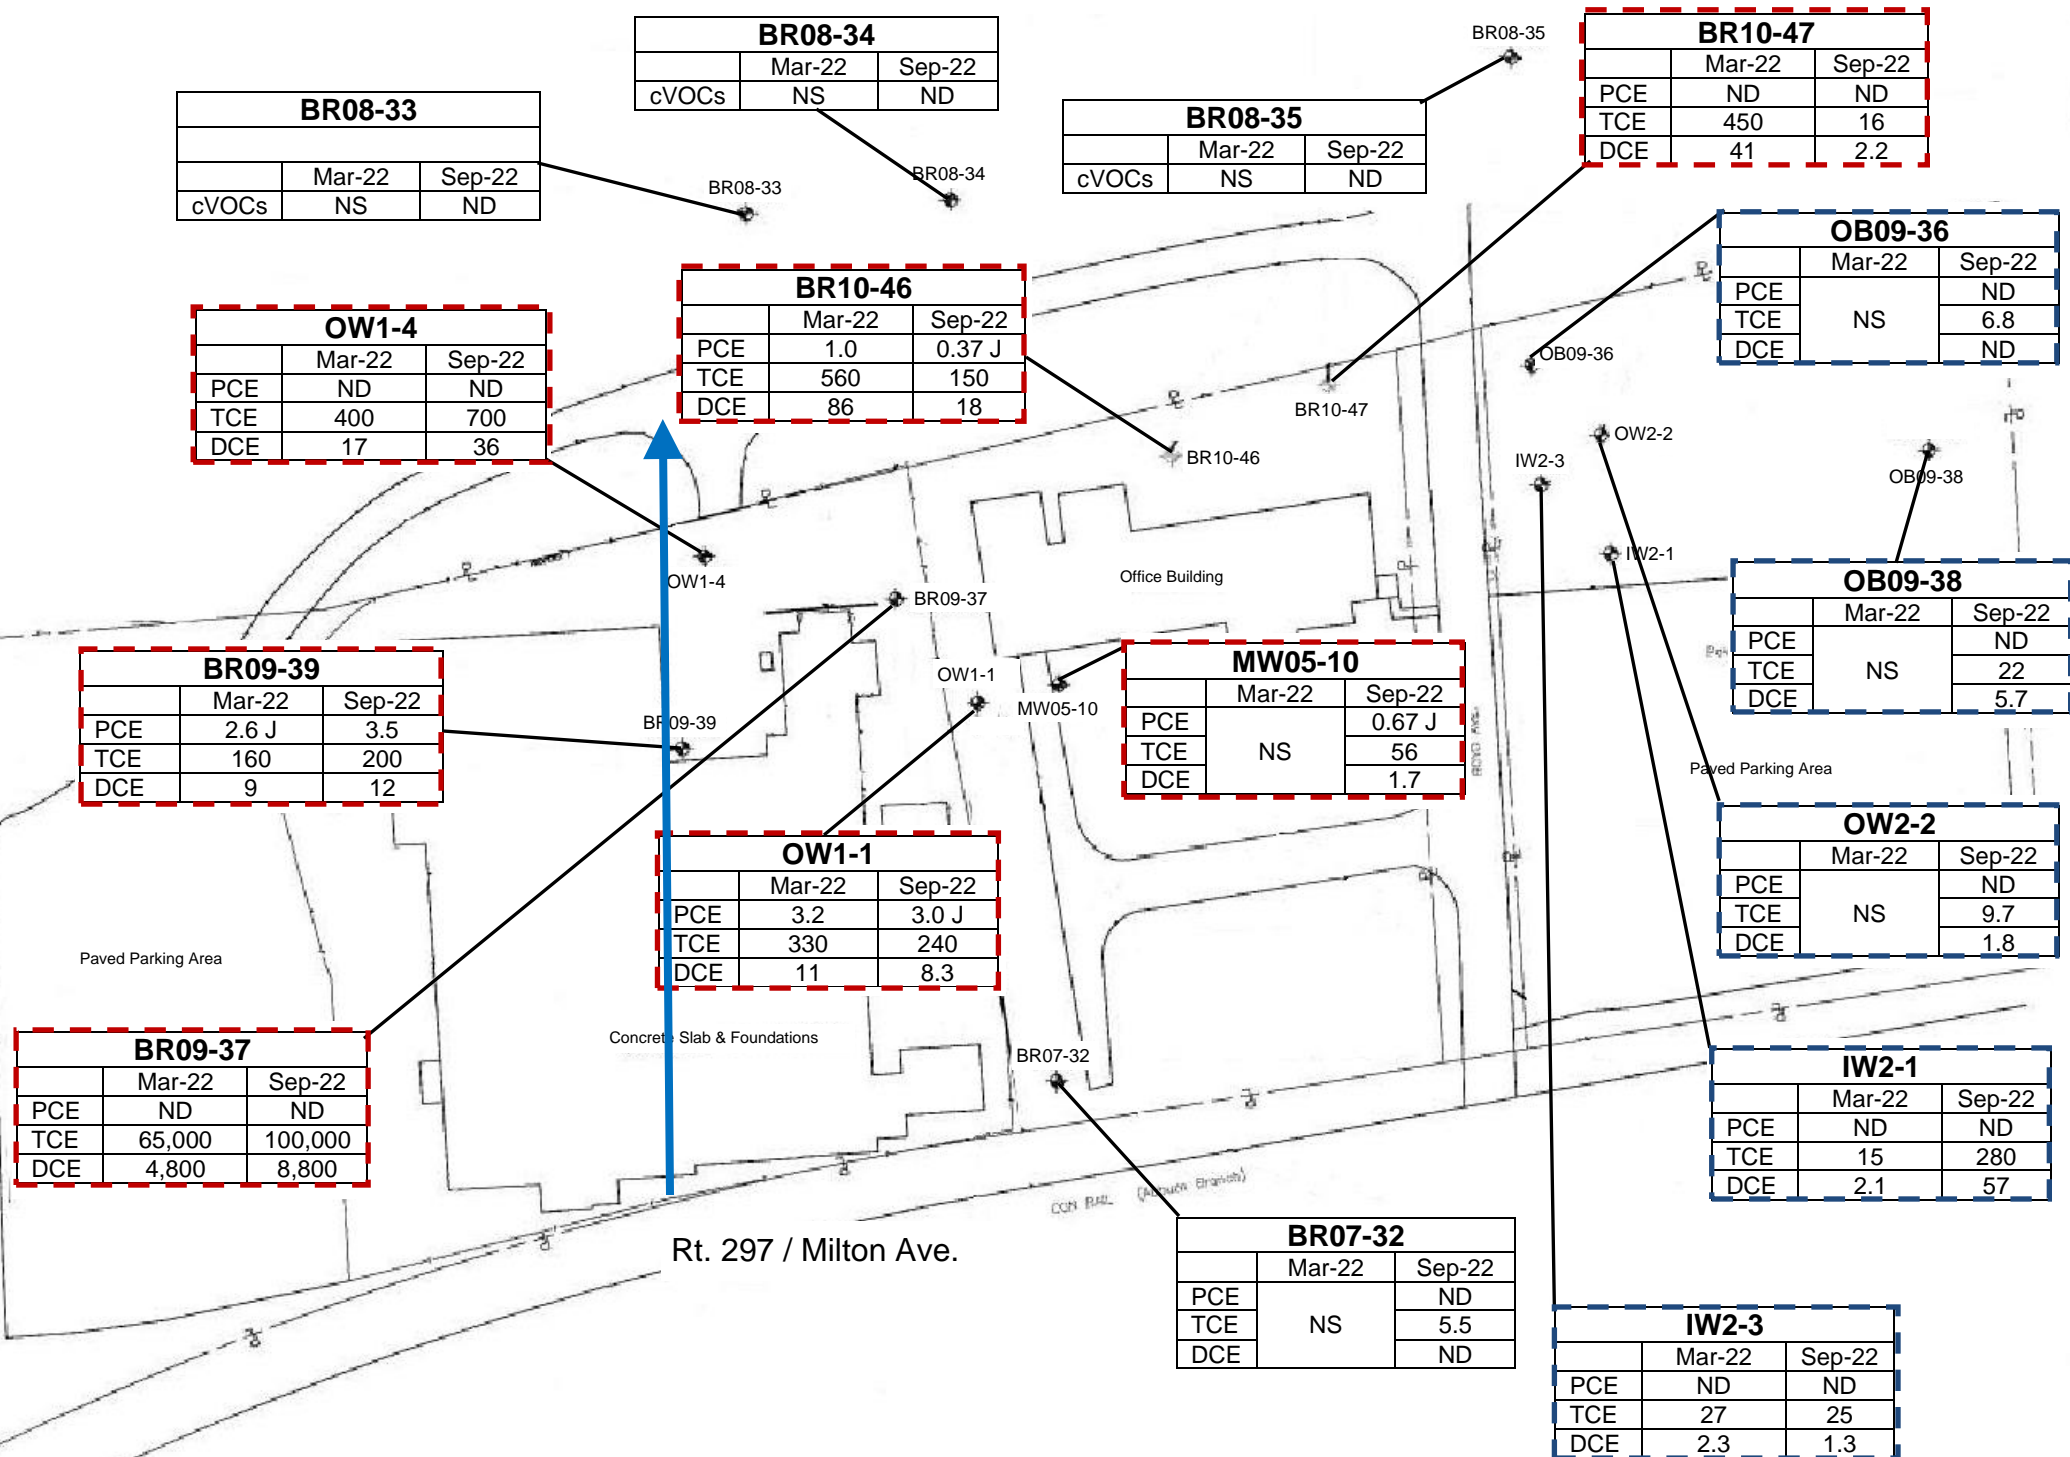 BR08-34
Mar-22 Sep-22
cVOCs NS ND
BR08-35
BR10-47
Mar-22 Sep-22
PCE ND ND
TCE 450 16
DCE 41 2.2
BR08-33
Mar-22 Sep-22
cVOCs NS ND
BR08-35
Mar-22 Sep-22
cVOCs NS ND
BR08-33
BR08-34
OB09-36
Mar-22 Sep-22
PCE NS ND
TCE 6.8
DCE ND
BR10-46
Mar-22 Sep-22
PCE 1.0 0.37 J
TCE 560 150
DCE 86 18
OW1-4
Mar-22 Sep-22
PCE ND ND
TCE 400 700
DCE 17 36
OB09-36
BR10-47
OW2-2
BR10-46
IW2-3
OB09-38
IW2-1
OW1-4
Office Building
BR09-37
OB09-38
Mar-22 Sep-22
PCE NS ND
TCE 22
DCE 5.7
BR09-39
Mar-22 Sep-22
PCE 2.6 J 3.5
TCE 160 200
DCE 9 12
MW05-10
Mar-22 Sep-22
PCE NS 0.67 J
TCE 56
DCE 1.7
OW1-1
MW05-10
BR09-39
BOYD AVE.
Paved Parking Area
OW2-2
Mar-22 Sep-22
PCE NS ND
TCE 9.7
DCE 1.8
OW1-1
Mar-22 Sep-22
PCE 3.2 3.0 J
TCE 330 240
DCE 11 8.3
Paved Parking Area
Concrete Slab & Foundations
BR07-32
BR09-37
Mar-22 Sep-22
PCE ND ND
TCE 65,000 100,000
DCE 4,800 8,800
IW2-1
Mar-22 Sep-22
PCE ND ND
TCE 15 280
DCE 2.1 57
CON RAIL (Auburn Branch)
Rt. 297 / Milton Ave.
BR07-32
Mar-22 Sep-22
PCE NS ND
TCE 5.5
DCE ND
IW2-3
Mar-22 Sep-22
PCE ND ND
TCE 27 25
DCE 2.3 1.3